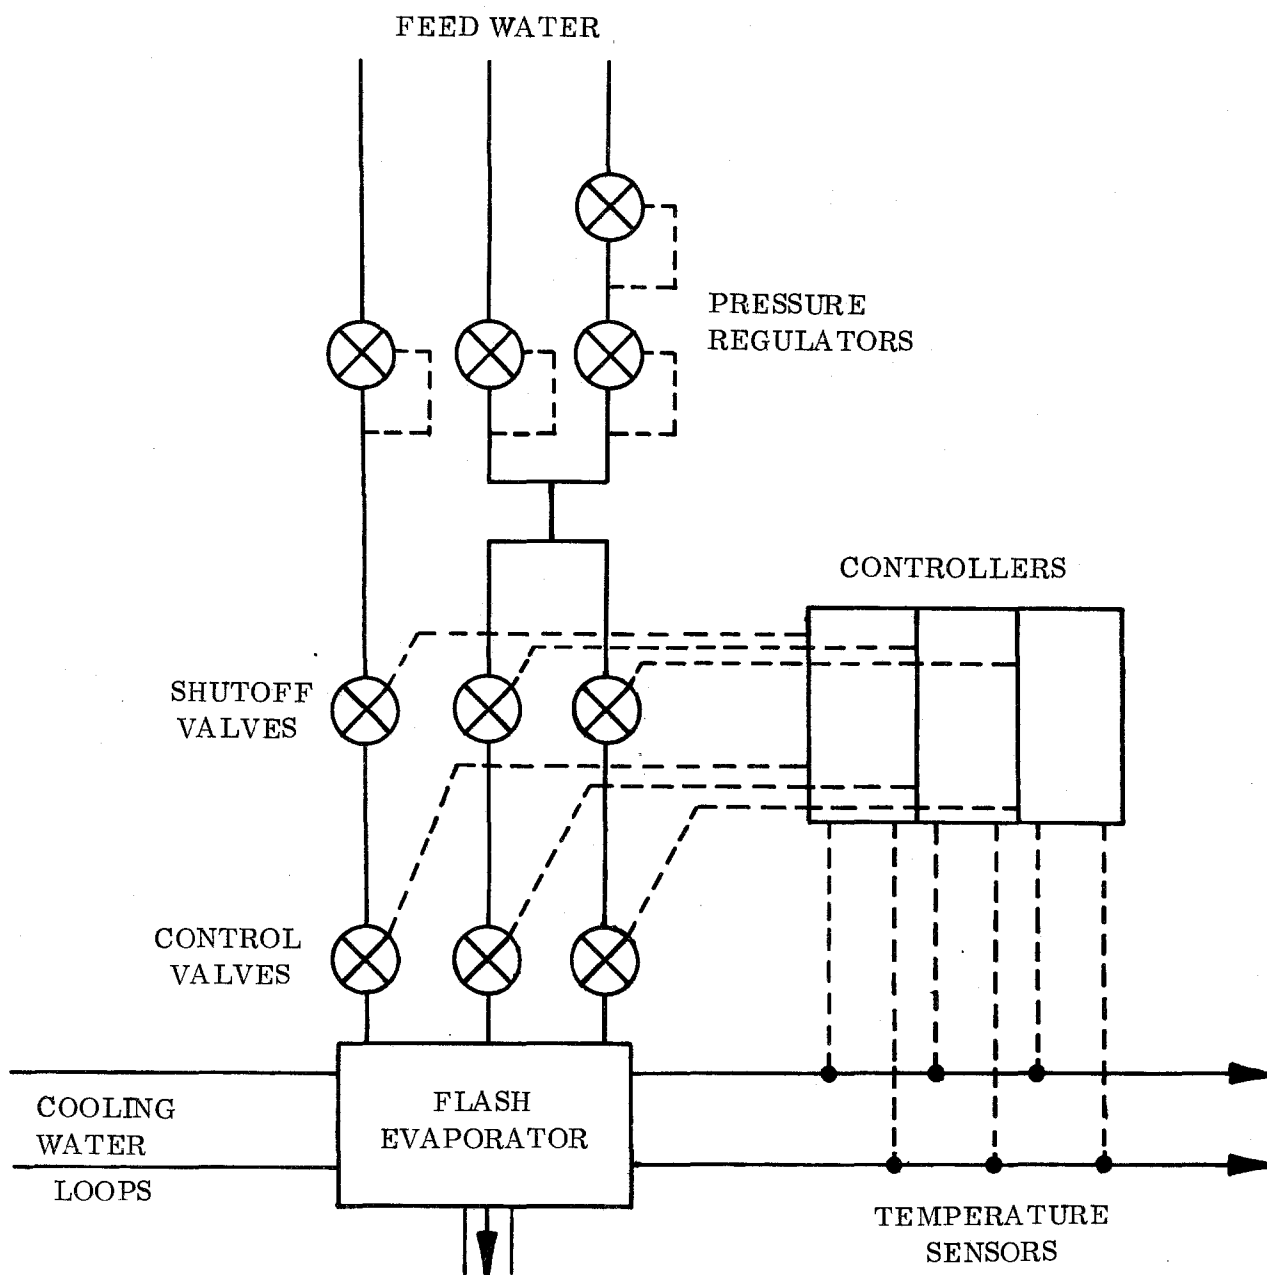 FEED WATER
PRESSURE
REGULATORS
CONTROLLERS
SHUTOFF
VALVES
CONTROL
VALVES
FLASH
EVAPORATOR
COOLING
WATER
LOOPS
TEMPERATURE
SENSORS